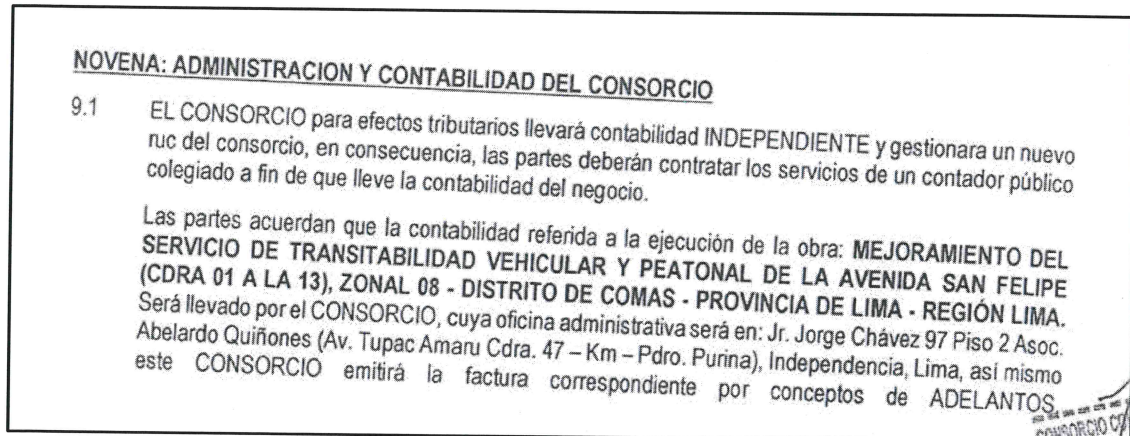 NOVENA: ADMINISTRACION Y CONTABILIDAD DEL CONSORCIO
9.1 EL CONSORCIO para efectos tributarios llevará contabilidad INDEPENDIENTE y gestionara un nuevo
ruc del consorcio, en consecuencia, las partes deberán contratar los servicios de un contador público
colegiado a fin de que lleve la contabilidad del negocio.
Las partes acuerdan que la contabilidad referida a la ejecución de la obra: MEJORAMIENTO DEL
SERVICIO DE TRANSITABILIDAD VEHICULAR Y PEATONAL DE LA AVENIDA SAN FELIPE
(CDRA 01 A LA 13), ZONAL 08 - DISTRITO DE COMAS - PROVINCIA DE LIMA - REGIÓN LIMA.
Será llevado por el CONSORCIO, cuya oficina administrativa será en: Jr. Jorge Chávez 97 Piso 2 Asoc.
Abelardo Quiñones (Av. Tupac Amaru Cdra. 47 – Km – Pdro. Purina), Independencia, Lima, así mismo
este CONSORCIO emitirá la factura correspondiente por conceptos de ADELANTOS,
CONSORCIO